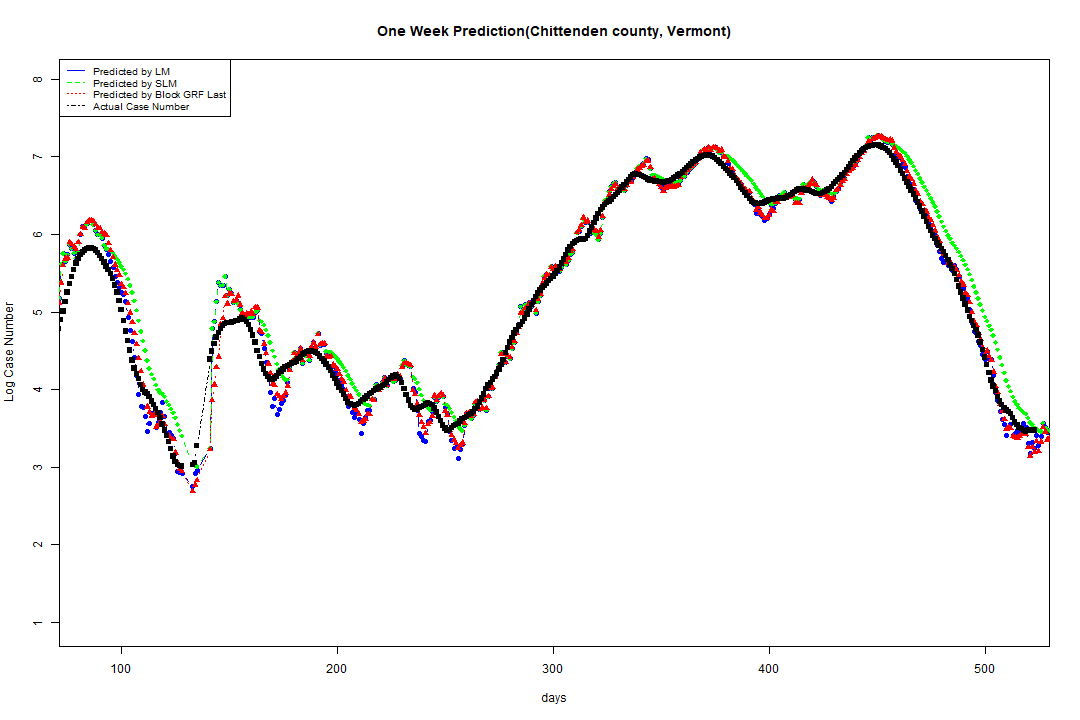 One Week Prediction(Chittenden county, Vermont)
Predicted by LM
Predicted by SLM
Predicted by Block GRF Last
Actual Case Number
8
7
6
5
4
3
2
1
Log Case Number
100 200 300 400 500
days